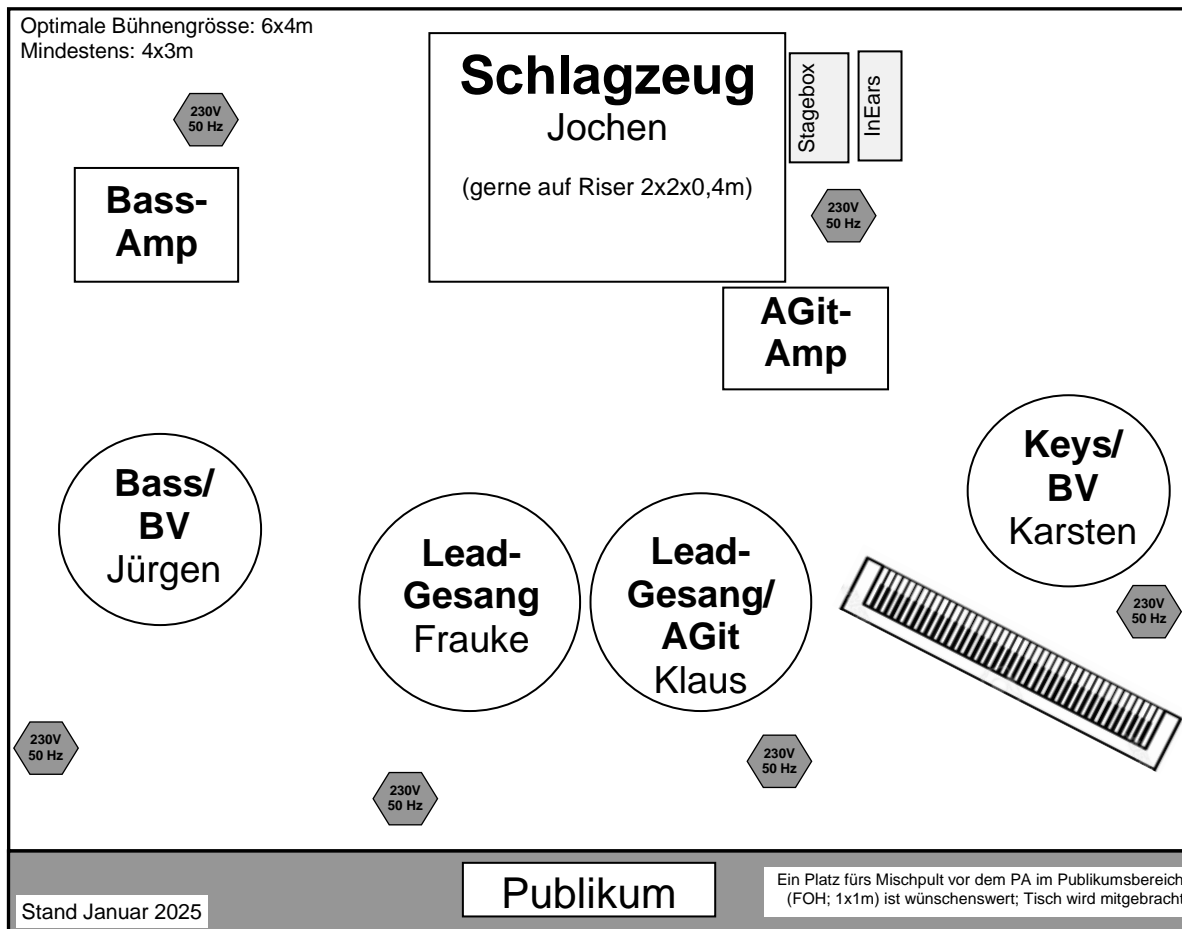 Optimale Bühnengrösse: 6x4m
Mindestens: 4x3m
230V
50 Hz
Schlagzeug
Jochen
(gerne auf Riser 2x2x0,4m)
Stagebox
InEars
230V
50 Hz
Bass-
Amp
AGit-
Amp
Bass/
BV
Jürgen
Lead-
Gesang
Frauke
Lead-
Gesang/
AGit
Klaus
Keys/
BV
Karsten
230V
50 Hz
230V
50 Hz
230V
50 Hz
230V
50 Hz
Publikum
Stand Januar 2025
Ein Platz fürs Mischpult vor dem PA im Publikumsbereich
(FOH; 1x1m) ist wünschenswert; Tisch wird mitgebracht